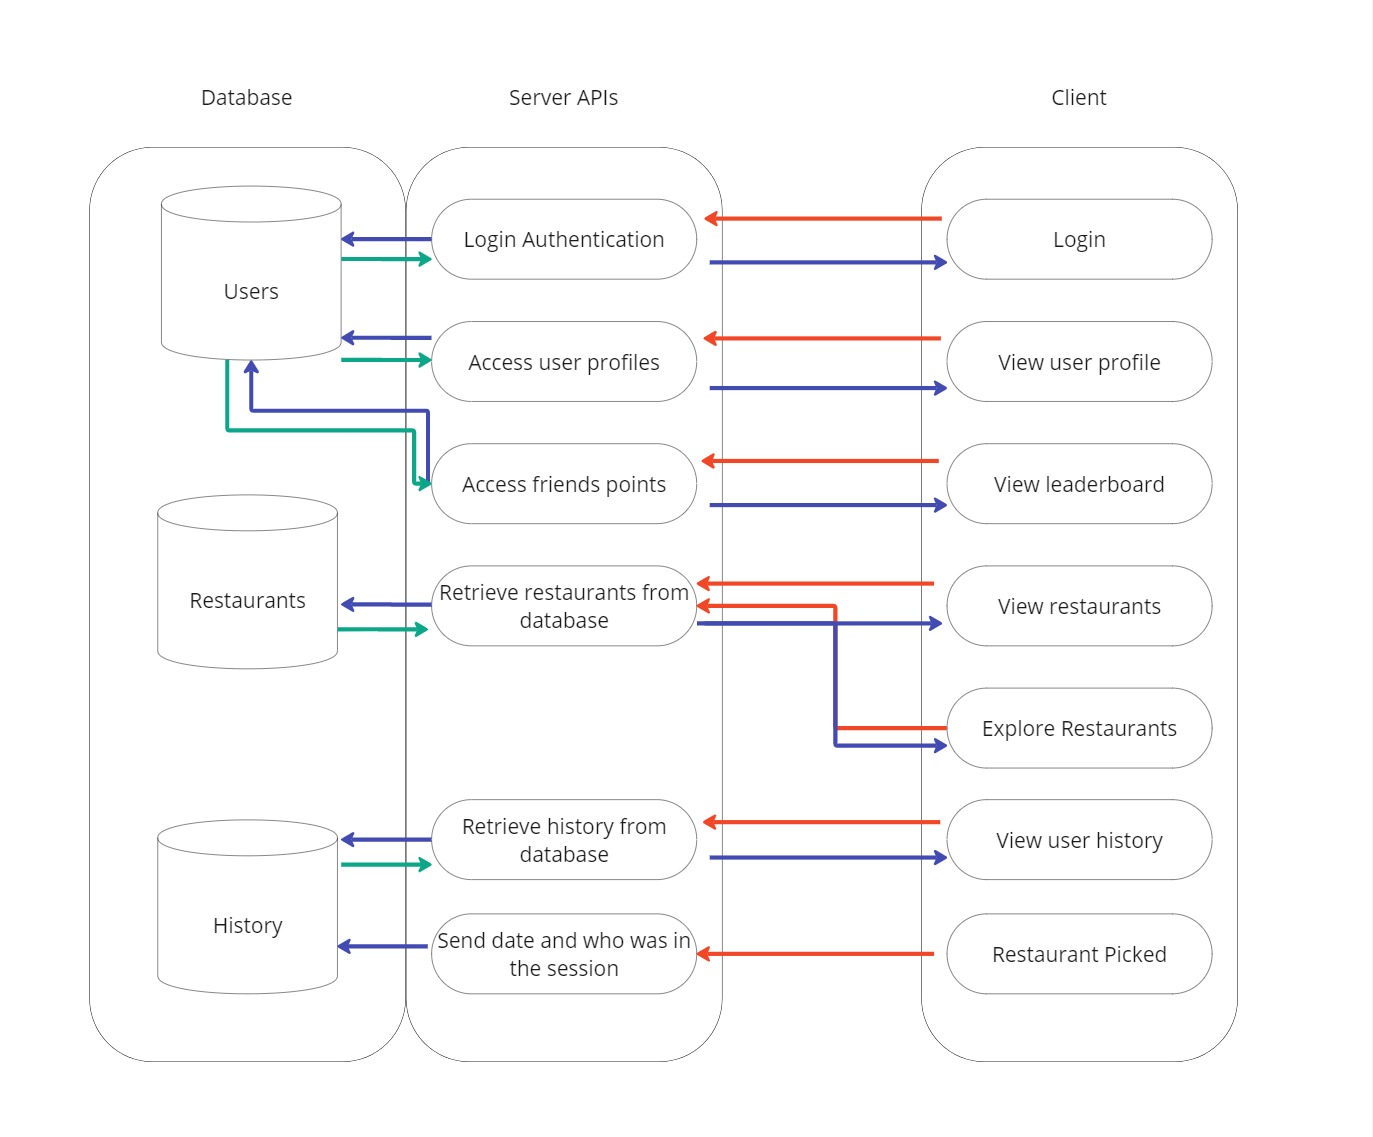 Database
Server APIs
Client
Users
Login Authentication
Login
Access user profiles
View user profile
Access friends points
View leaderboard
Restaurants
Retrieve restaurants from
database
View restaurants
Explore Restaurants
History
Retrieve history from
database
View user history
Send date and who was in
the session
Restaurant Picked